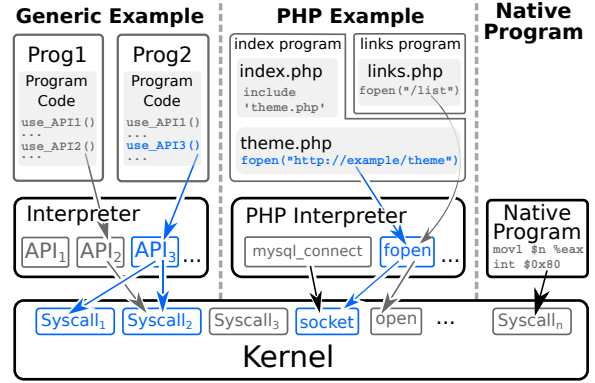 Generic Example
PHP Example
Native
Program
Prog1
Program
Code
use_API1()
...
use_API2()
...
Prog2
Program
Code
use_API1()
...
use_API3()
...
index program
index.php
include
'theme.php'
links program
links.php
fopen("/list")
theme.php
fopen("http://example/theme")
Interpreter
API1
API2
API3
...
PHP Interpreter
mysql_connect
fopen
...
Native
Program
movl $n %eax
int $0x80
Syscall1
Syscall2
Syscall3
socket
open
...
Syscalln
Kernel